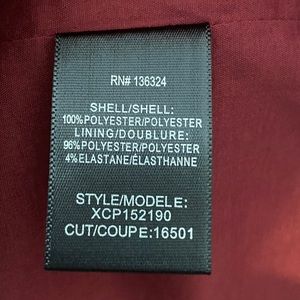 RN# 136324
SHELL/SHELL:
100%POLYESTER/POLYESTER
LINING/DOUBLURE:
96%POLYESTER/POLYESTER
4%ELASTANE/ÉLASTHANNE
STYLE/MODELE:
XCP152190
CUT/COUPE:16501